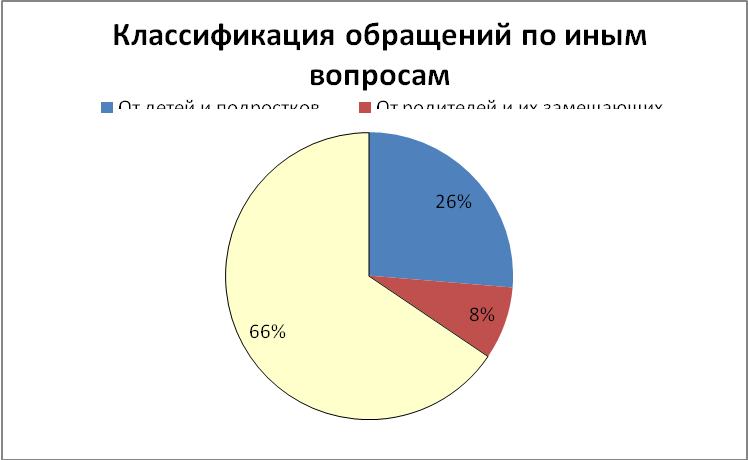 Классификация обращений по иным
вопросам
От детей и подростков От родителей и их замещающих
26%
8%
66%